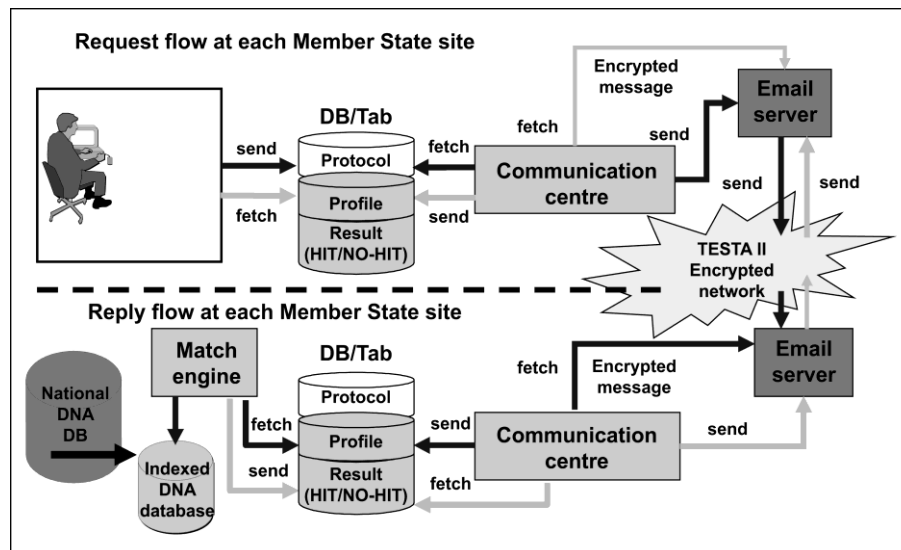 Request flow at each Member State site
Encrypted
message
Email
server
DB/Tab
fetch
send
send
fetch
Protocol
Communication
centre
fetch
Profile
send
send
send
Result
(HIT/NO-HIT)
TESTA II
Encrypted
network
Reply flow at each Member State site
Match
engine
DB/Tab
fetch
Encrypted
message
Email
server
National
DNA
DB
Protocol
fetch
send
Profile
Communication
centre
send
Indexed
DNA
database
send
Result
(HIT/NO-HIT)
fetch